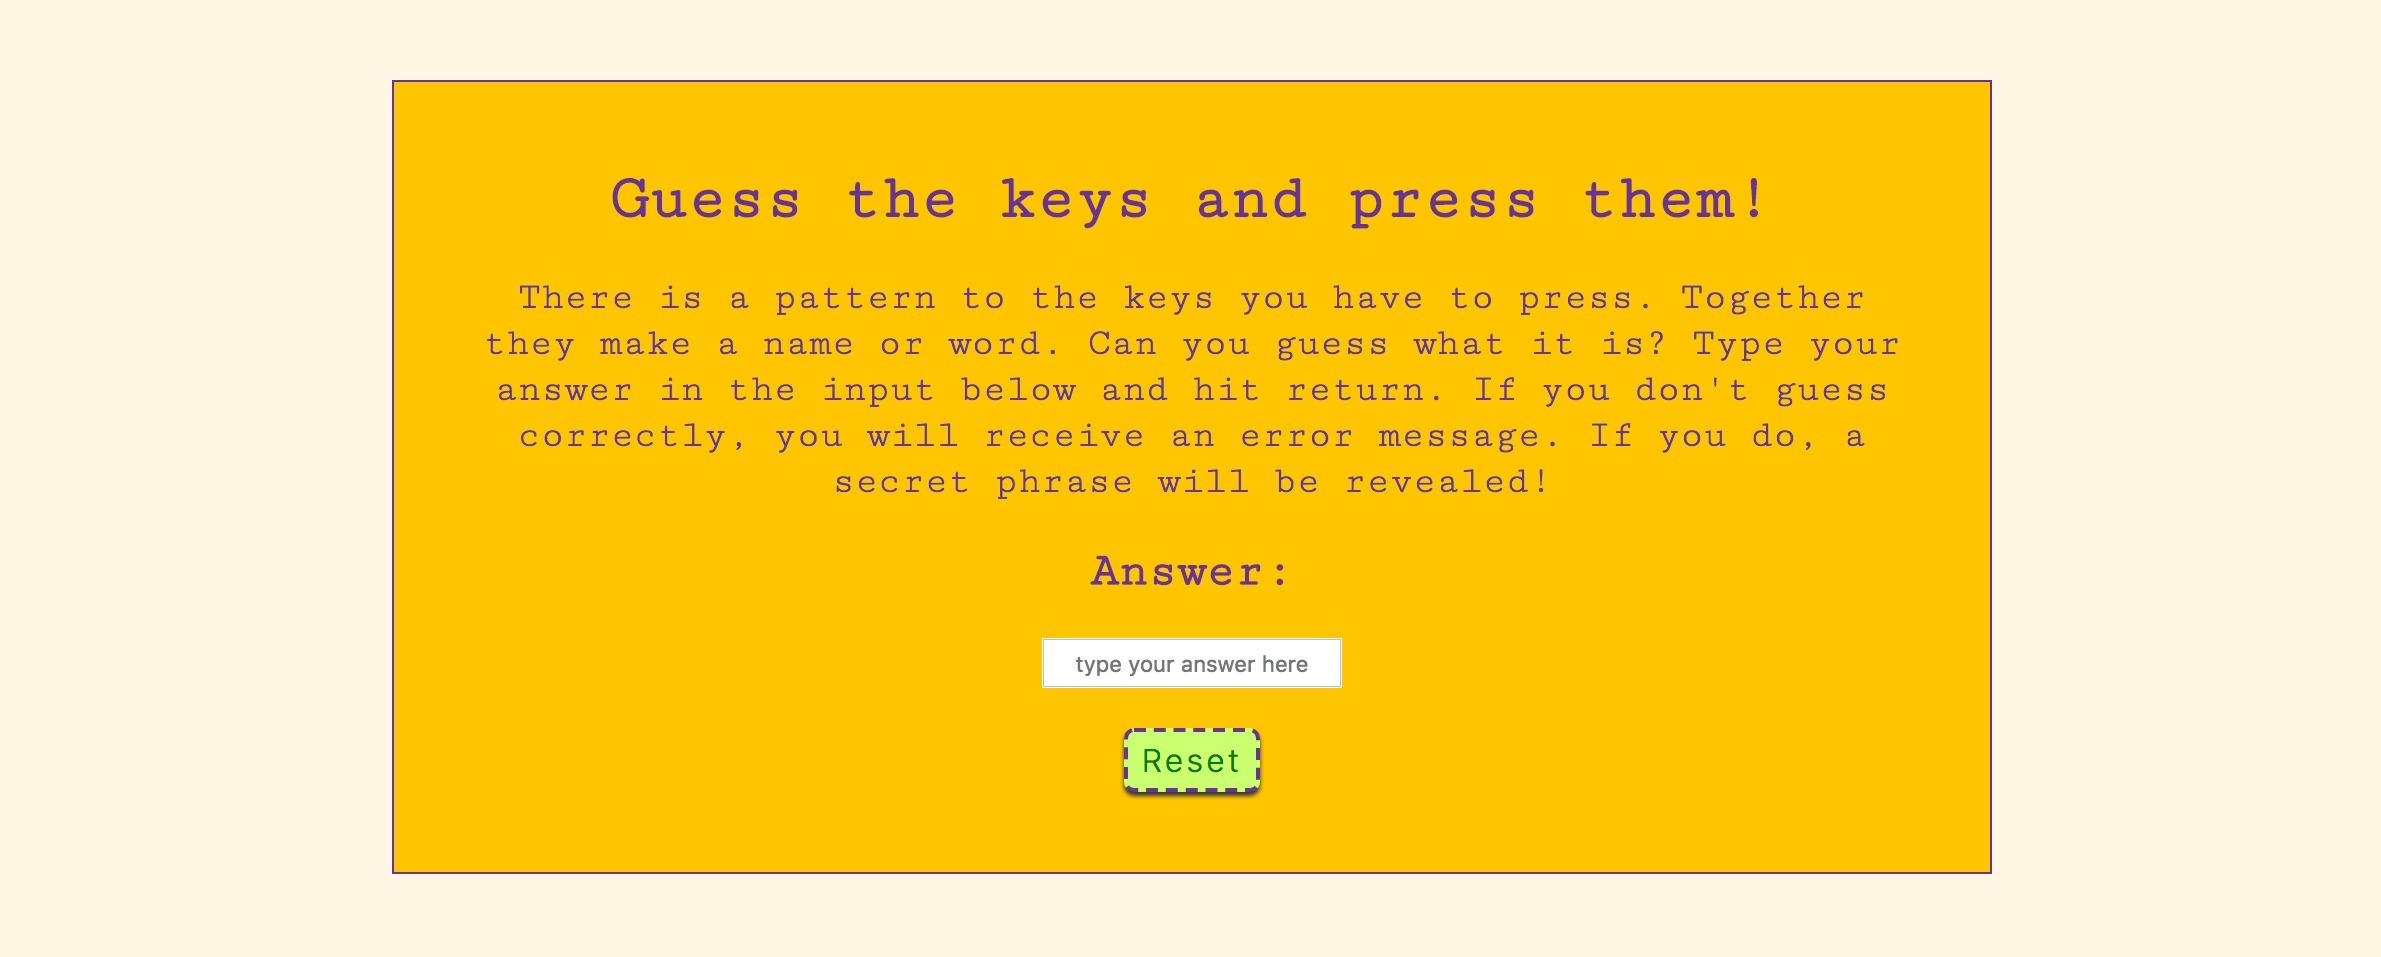 Guess the keys and press them!
There is a pattern to the keys you have to press. Together
they make a name or word. Can you guess what it is? Type your
answer in the input below and hit return. If you don't guess
correctly, you will receive an error message. If you do, a
secret phrase will be revealed!
Answer:
type your answer here
Reset